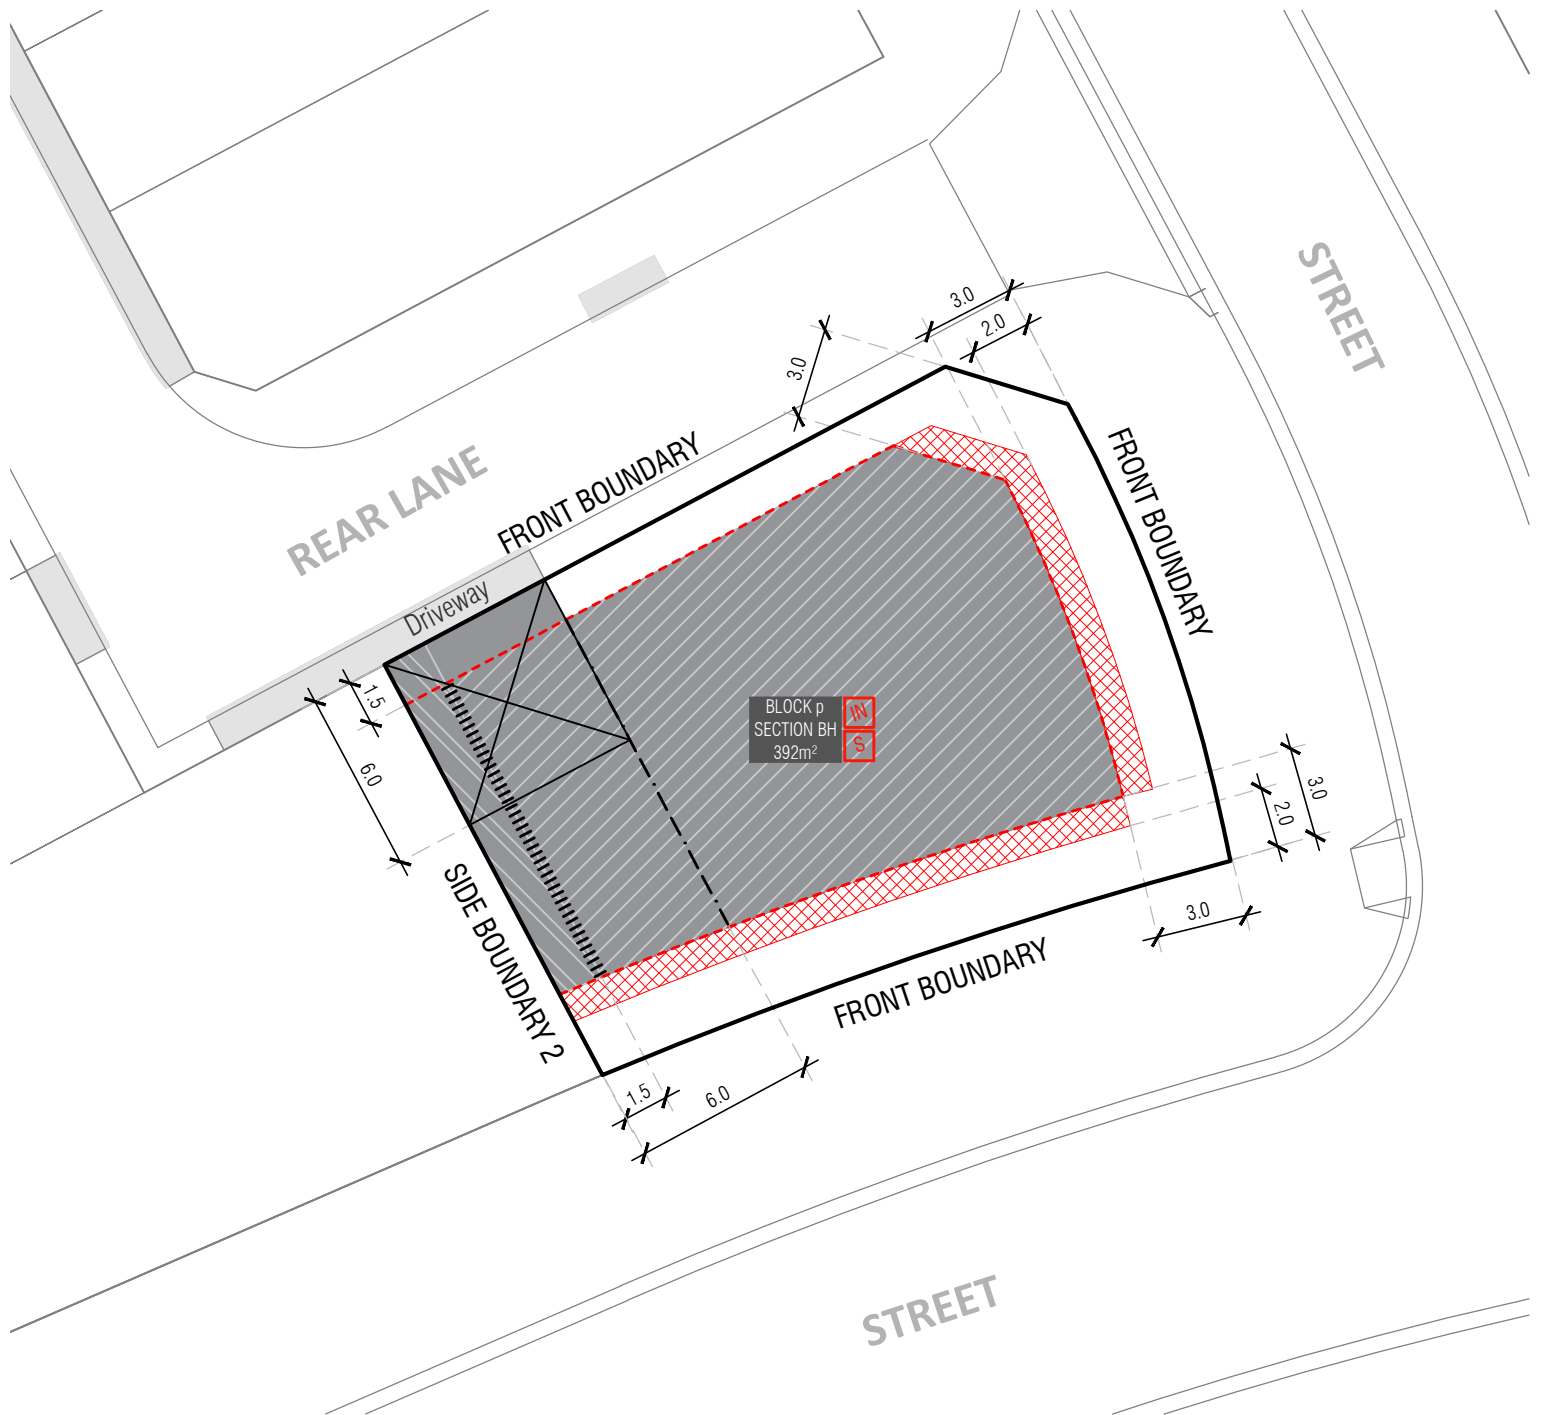 STREET
3.0
2.0
3.0
FRONT BOUNDARY
FRONT BOUNDARY
REAR LANE
Driveway
1.5
6.0
BLOCK p
SECTION BH
392m²
IN
S
3.0
2.0
SIDE BOUNDARY 2
3.0
FRONT BOUNDARY
1.5
6.0
STREET